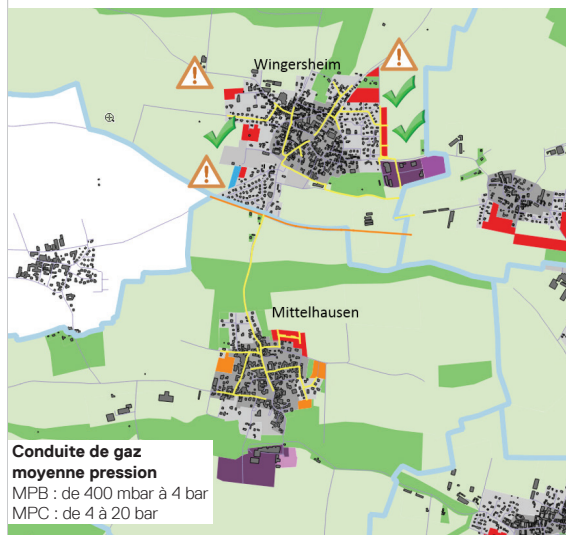 Wingersheim
Mittelhausen
Conduite de gaz
moyenne pression
MPB : de 400 mbar à 4 bar
MPC : de 4 à 20 bar